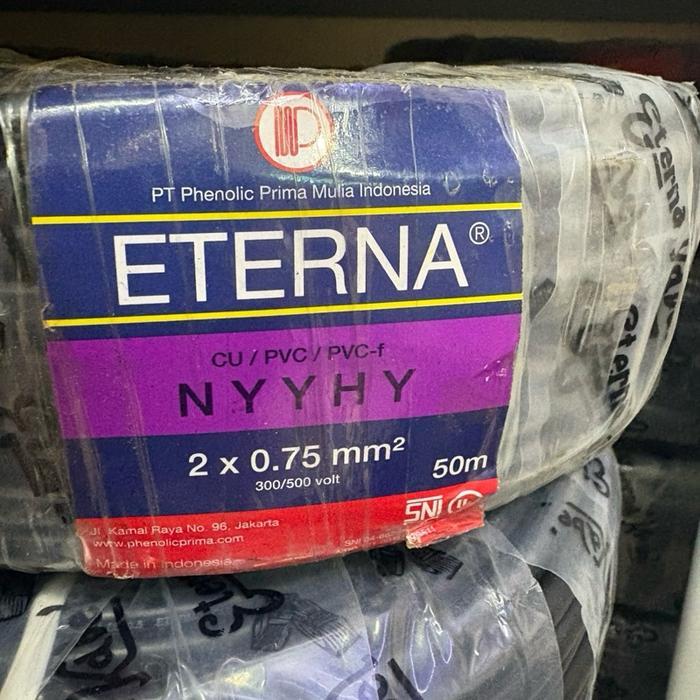 PT Phenolic Prima Mulia Indonesia
ETERNA®
CU / PVC / PVC-f
NYYHY
2 x 0.75 mm²
300/500 volt
50m
SNI
Jl. Kamal Raya No. 96, Jakarta
www.phenolicprima.com
Made in Indonesia
Eterna